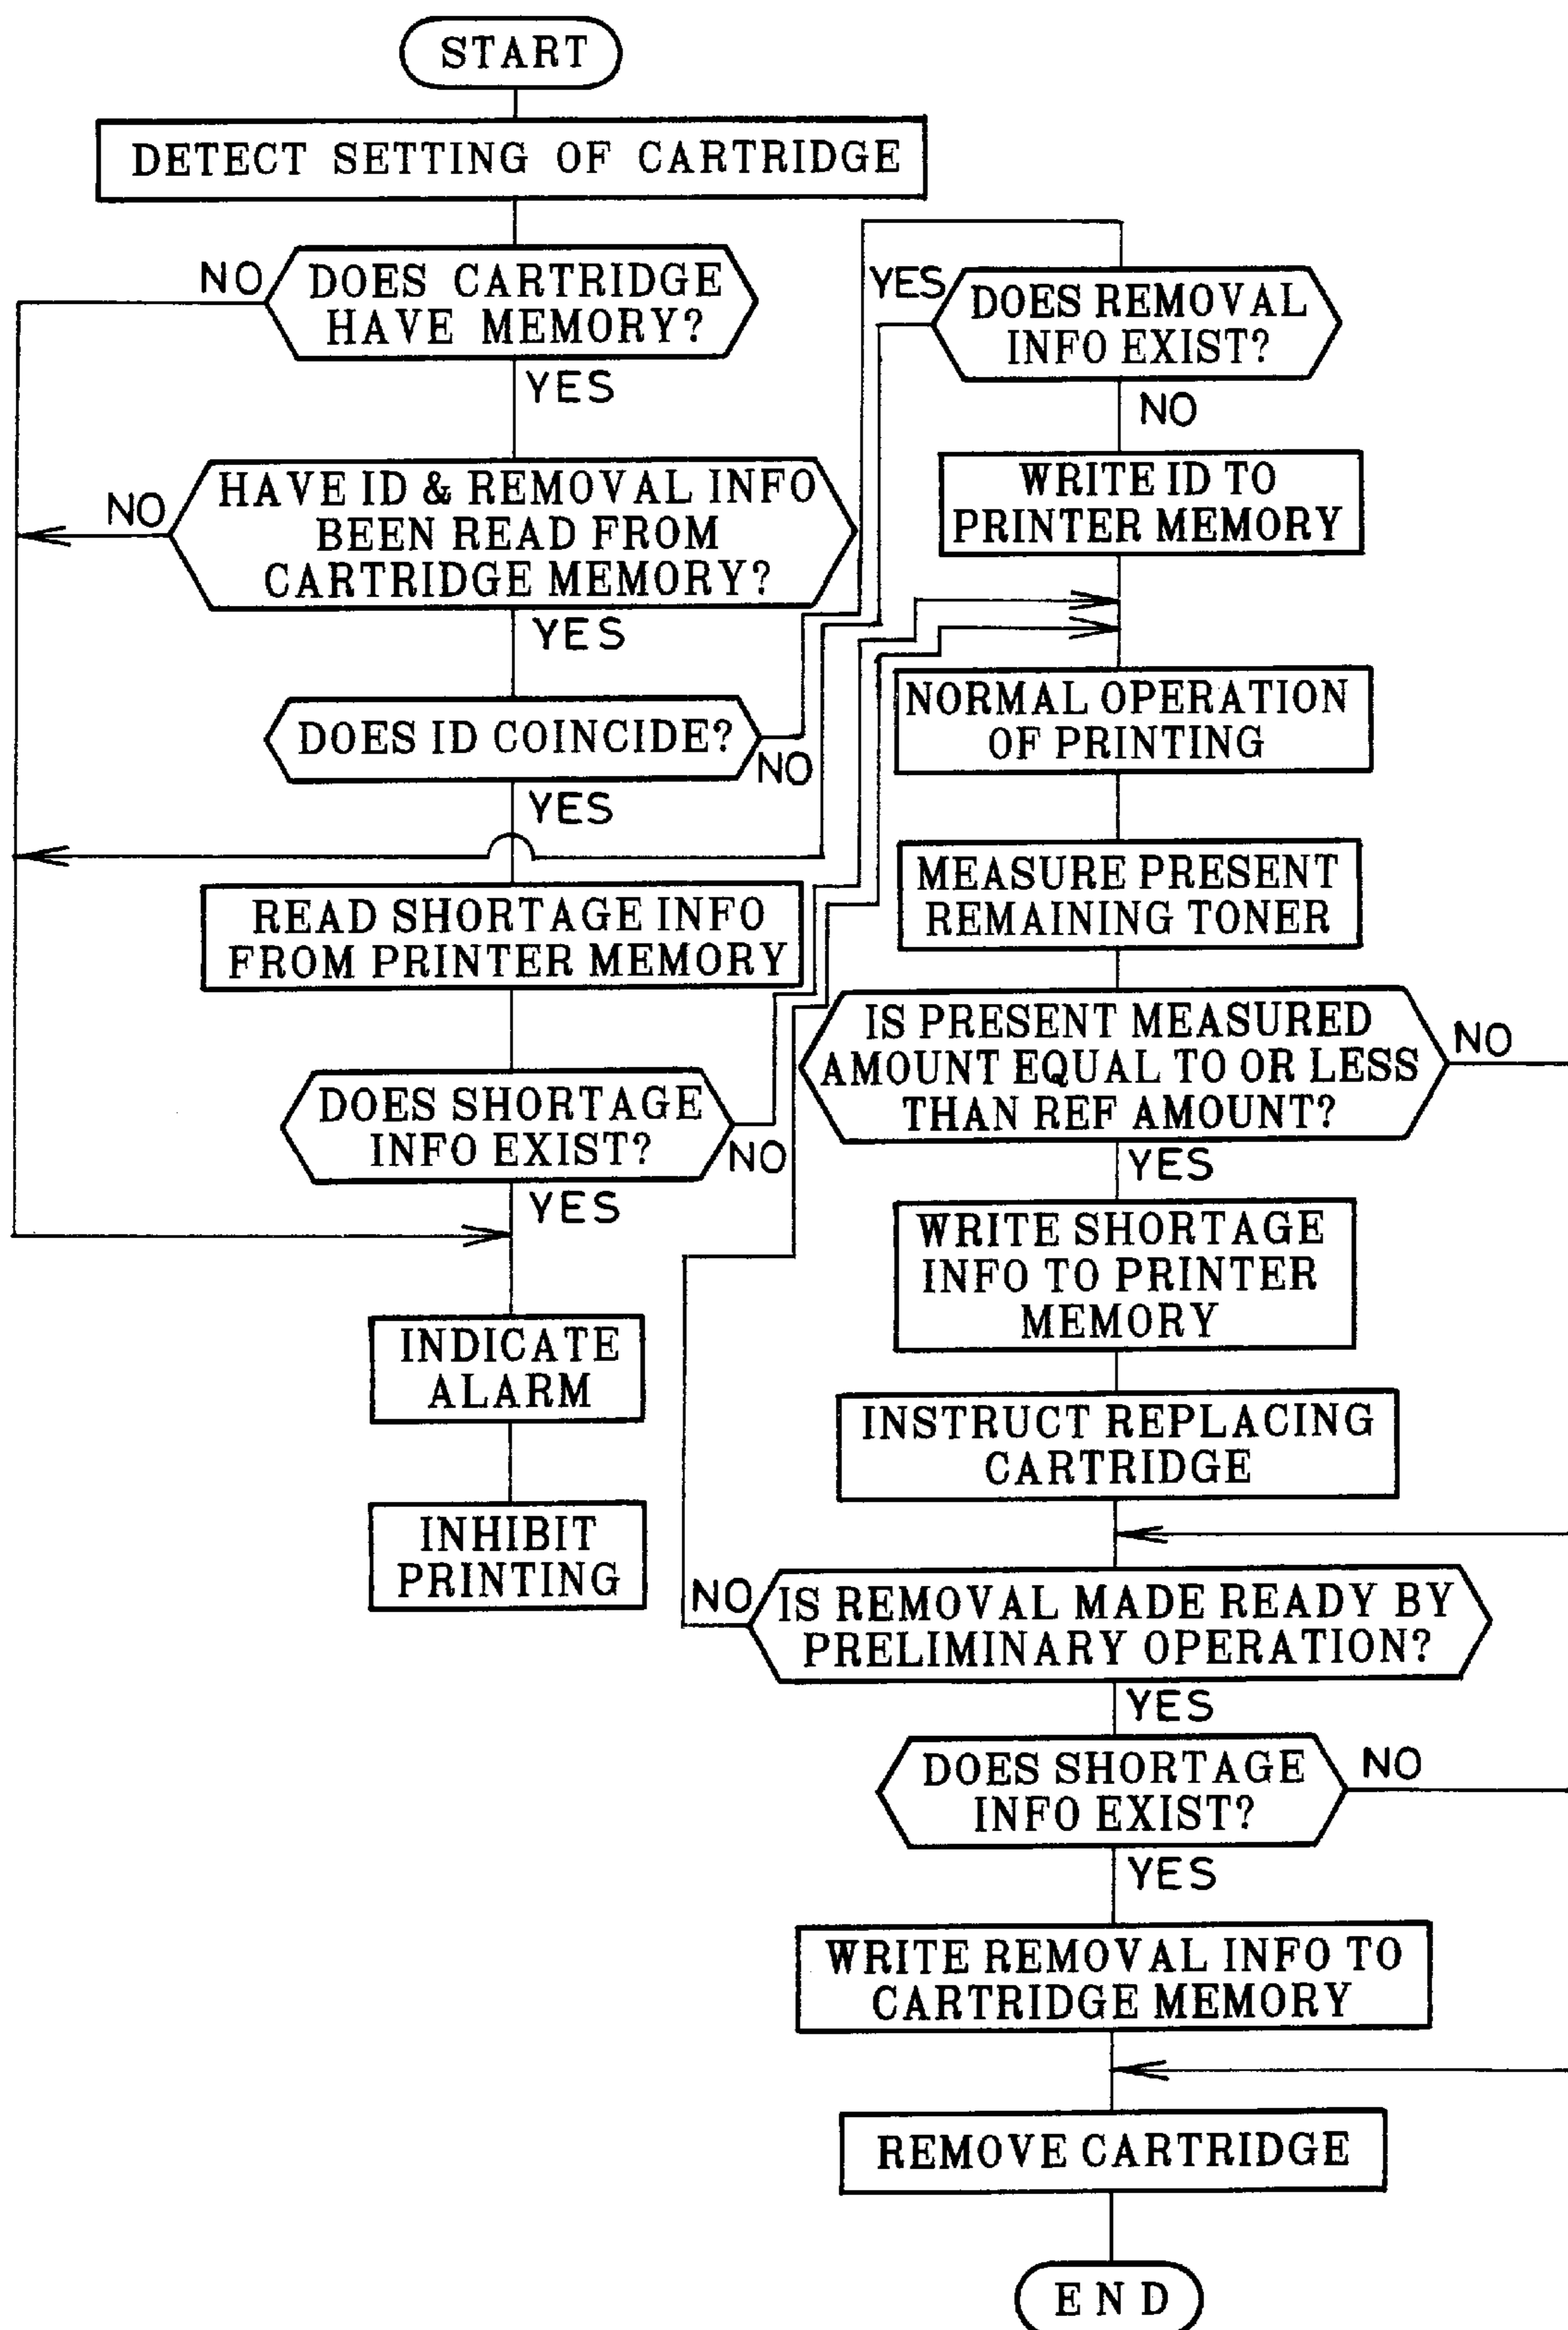 START
DETECT SETTING OF CARTRIDGE
NO
DOES CARTRIDGE
HAVE MEMORY?
YES
HAVE ID & REMOVAL INFO
BEEN READ FROM
CARTRIDGE MEMORY?
NO
YES
DOES ID COINCIDE?
NO
YES
READ SHORTAGE INFO
FROM PRINTER MEMORY
DOES SHORTAGE
INFO EXIST?
NO
YES
INDICATE
ALARM
INHIBIT
PRINTING
YES
DOES REMOVAL
INFO EXIST?
NO
WRITE ID TO
PRINTER MEMORY
NORMAL OPERATION
OF PRINTING
MEASURE PRESENT
REMAINING TONER
IS PRESENT MEASURED
AMOUNT EQUAL TO OR LESS
THAN REF AMOUNT?
NO
YES
WRITE SHORTAGE
INFO TO PRINTER
MEMORY
INSTRUCT REPLACING
CARTRIDGE
NO
IS REMOVAL MADE READY BY
PRELIMINARY OPERATION?
YES
DOES SHORTAGE
INFO EXIST?
NO
YES
WRITE REMOVAL INFO TO
CARTRIDGE MEMORY
REMOVE CARTRIDGE
END